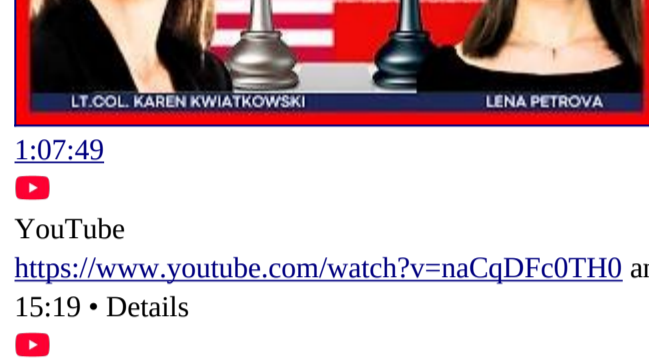 LT.COL. KAREN KWIATKOWSKI LENA PETROVA
1:07:49
YouTube
https://www.youtube.com/watch?v=naCqDFc0TH0
15:19 • Details